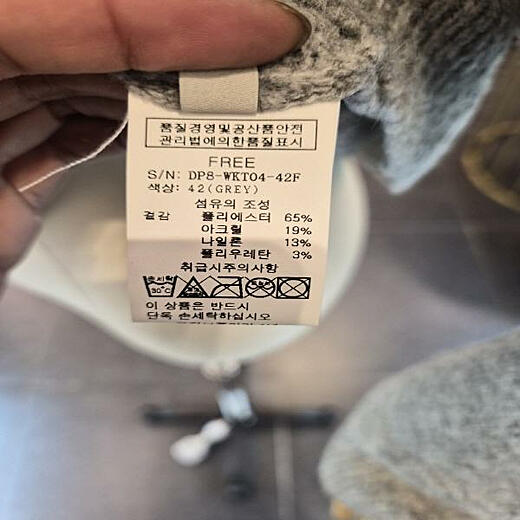 품질경영및공산품안전
관리법에의한품질표시
FREE
S/N: DP8-WKT04-42F
색상: 42(GREY)
섬유의 조성
겉감 폴리에스터 65%
아크릴 19%
나일론 13%
폴리우레탄 3%
취급시주의사항
손세탁
30°C
이 상품은 반드시
단독 손세탁하십시오